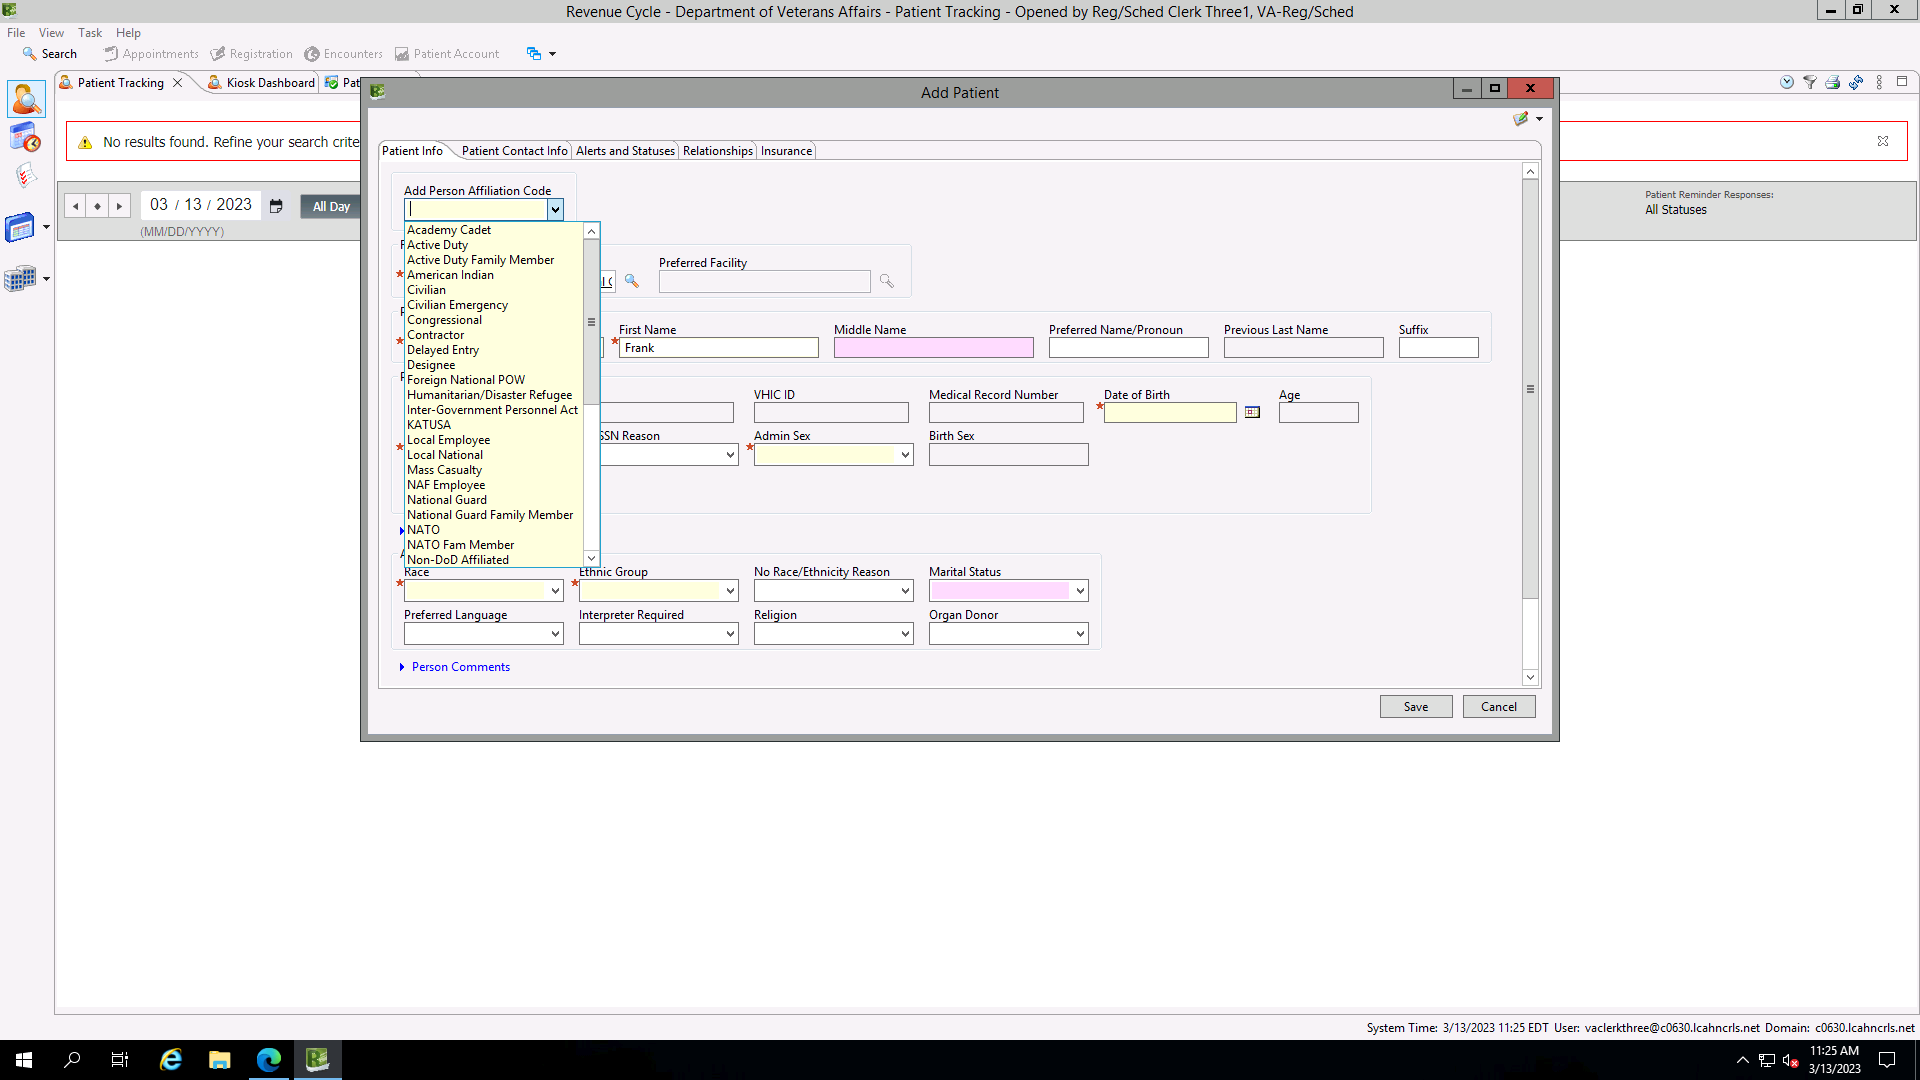 Revenue Cycle - Department of Veterans Affairs - Patient Tracking - Opened by Reg/Sched Clerk Three1, VA-Reg/Sched
File View Task Help
Search Appointments Registration Encounters Patient Account
Patient Tracking Kiosk Dashboard Pat
Add Patient
No results found. Refine your search crite
Patient Info Patient Contact Info Alerts and Statuses Relationships Insurance
03 / 13 / 2023 All Day
(MM/DD/YYYY)
Patient Reminder Responses:
All Statuses
Add Person Affiliation Code
Academy Cadet
Active Duty
Active Duty Family Member
American Indian
Civilian
Civilian Emergency
Congressional
Contractor
Delayed Entry
Designee
Foreign National POW
Humanitarian/Disaster Refugee
Inter-Government Personnel Act
KATUSA
Local Employee
Local National
Mass Casualty
NAF Employee
National Guard
National Guard Family Member
NATO
NATO Fam Member
Non-DoD Affiliated
Preferred Facility
First Name Middle Name Preferred Name/Pronoun Previous Last Name Suffix
Frank
VHIC ID Medical Record Number Date of Birth Age
SSN Reason Admin Sex Birth Sex
Race Ethnic Group No Race/Ethnicity Reason Marital Status
Preferred Language Interpreter Required Religion Organ Donor
Person Comments
Save Cancel
System Time: 3/13/2023 11:25 EDT User: vaclerkthree@c0630.lcahncrls.net Domain: c0630.lcahncrls.net
11:25 AM
3/13/2023